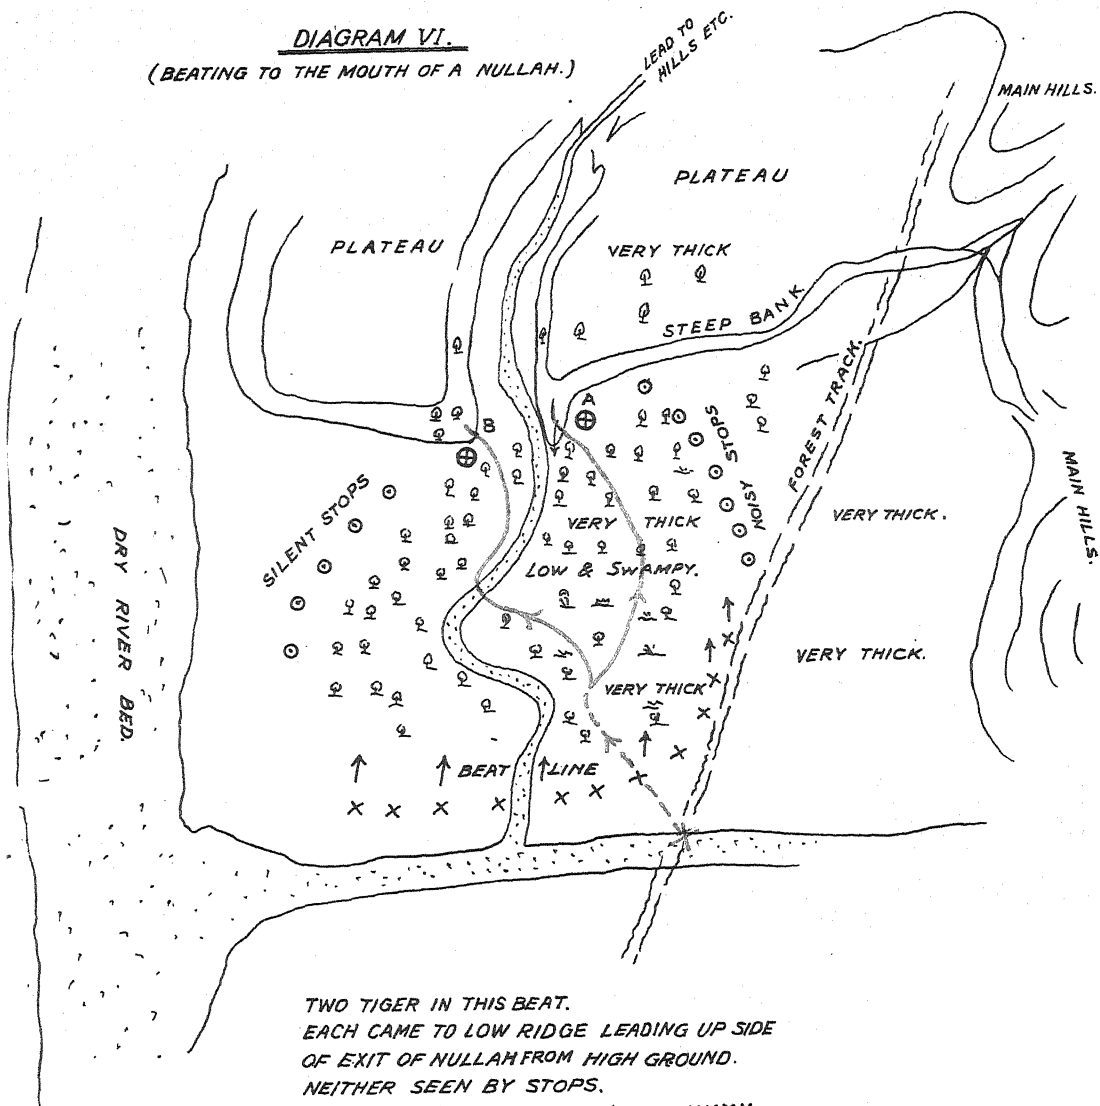 DIAGRAM VI.
(BEATING TO THE MOUTH OF A NULLAH.)
LEAD TO
HILLS ETC.
MAIN HILLS.
PLATEAU
PLATEAU
VERY THICK
STEEP BANK.
FOREST TRACK.
A
B
NOISY STOPS
SILENT STOPS
VERY THICK
LOW & SWAMPY.
VERY THICK.
MAIN HILLS.
DRY RIVER BED.
VERY THICK.
VERY THICK
BEAT LINE
TWO TIGER IN THIS BEAT.
EACH CAME TO LOW RIDGE LEADING UP SIDE
OF EXIT OF NULLAH FROM HIGH GROUND.
NEITHER SEEN BY STOPS.